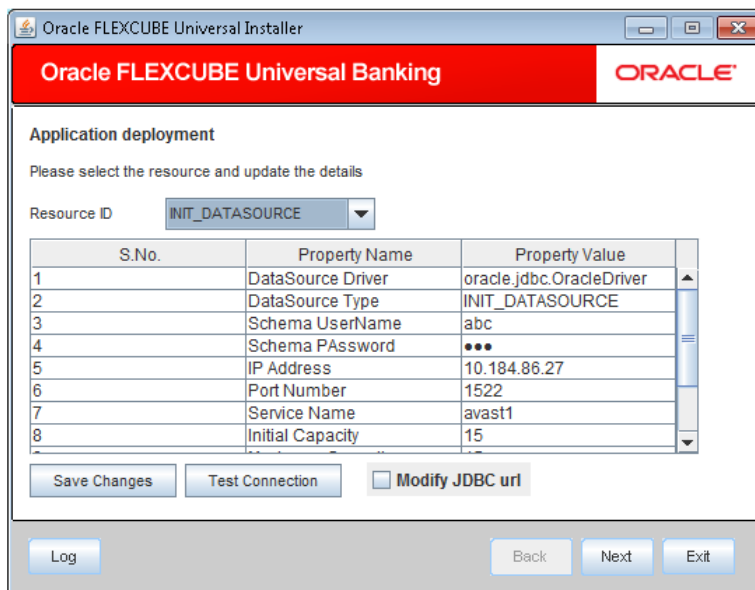 Oracle FLEXCUBE Universal Installer
Oracle FLEXCUBE Universal Banking ORACLE
Application deployment
Please select the resource and update the details
Resource ID INIT_DATASOURCE
S.No. Property Name Property Value
1 DataSource Driver oracle.jdbc.OracleDriver
2 DataSource Type INIT_DATASOURCE
3 Schema UserName abc
4 Schema PAssword ●●●
5 IP Address 10.184.86.27
6 Port Number 1522
7 Service Name avast1
8 Initial Capacity 15
Save Changes Test Connection Modify JDBC url
Log Back Next Exit